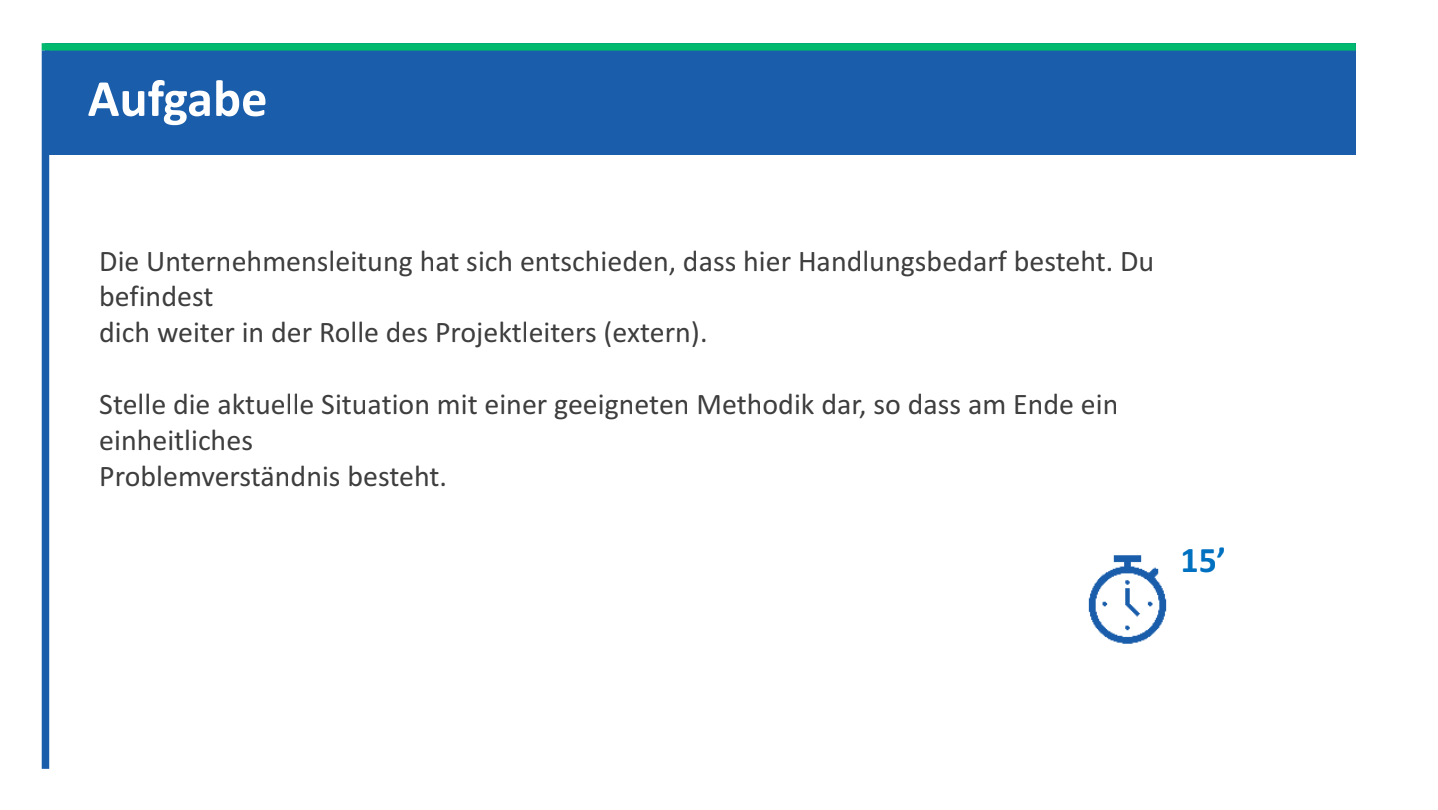 Aufgabe
Die Unternehmensleitung hat sich entschieden, dass hier Handlungsbedarf besteht. Du
befindest
dich weiter in der Rolle des Projektleiters (extern).
Stelle die aktuelle Situation mit einer geeigneten Methodik dar, so dass am Ende ein
einheitliches
Problemverständnis besteht.
15’